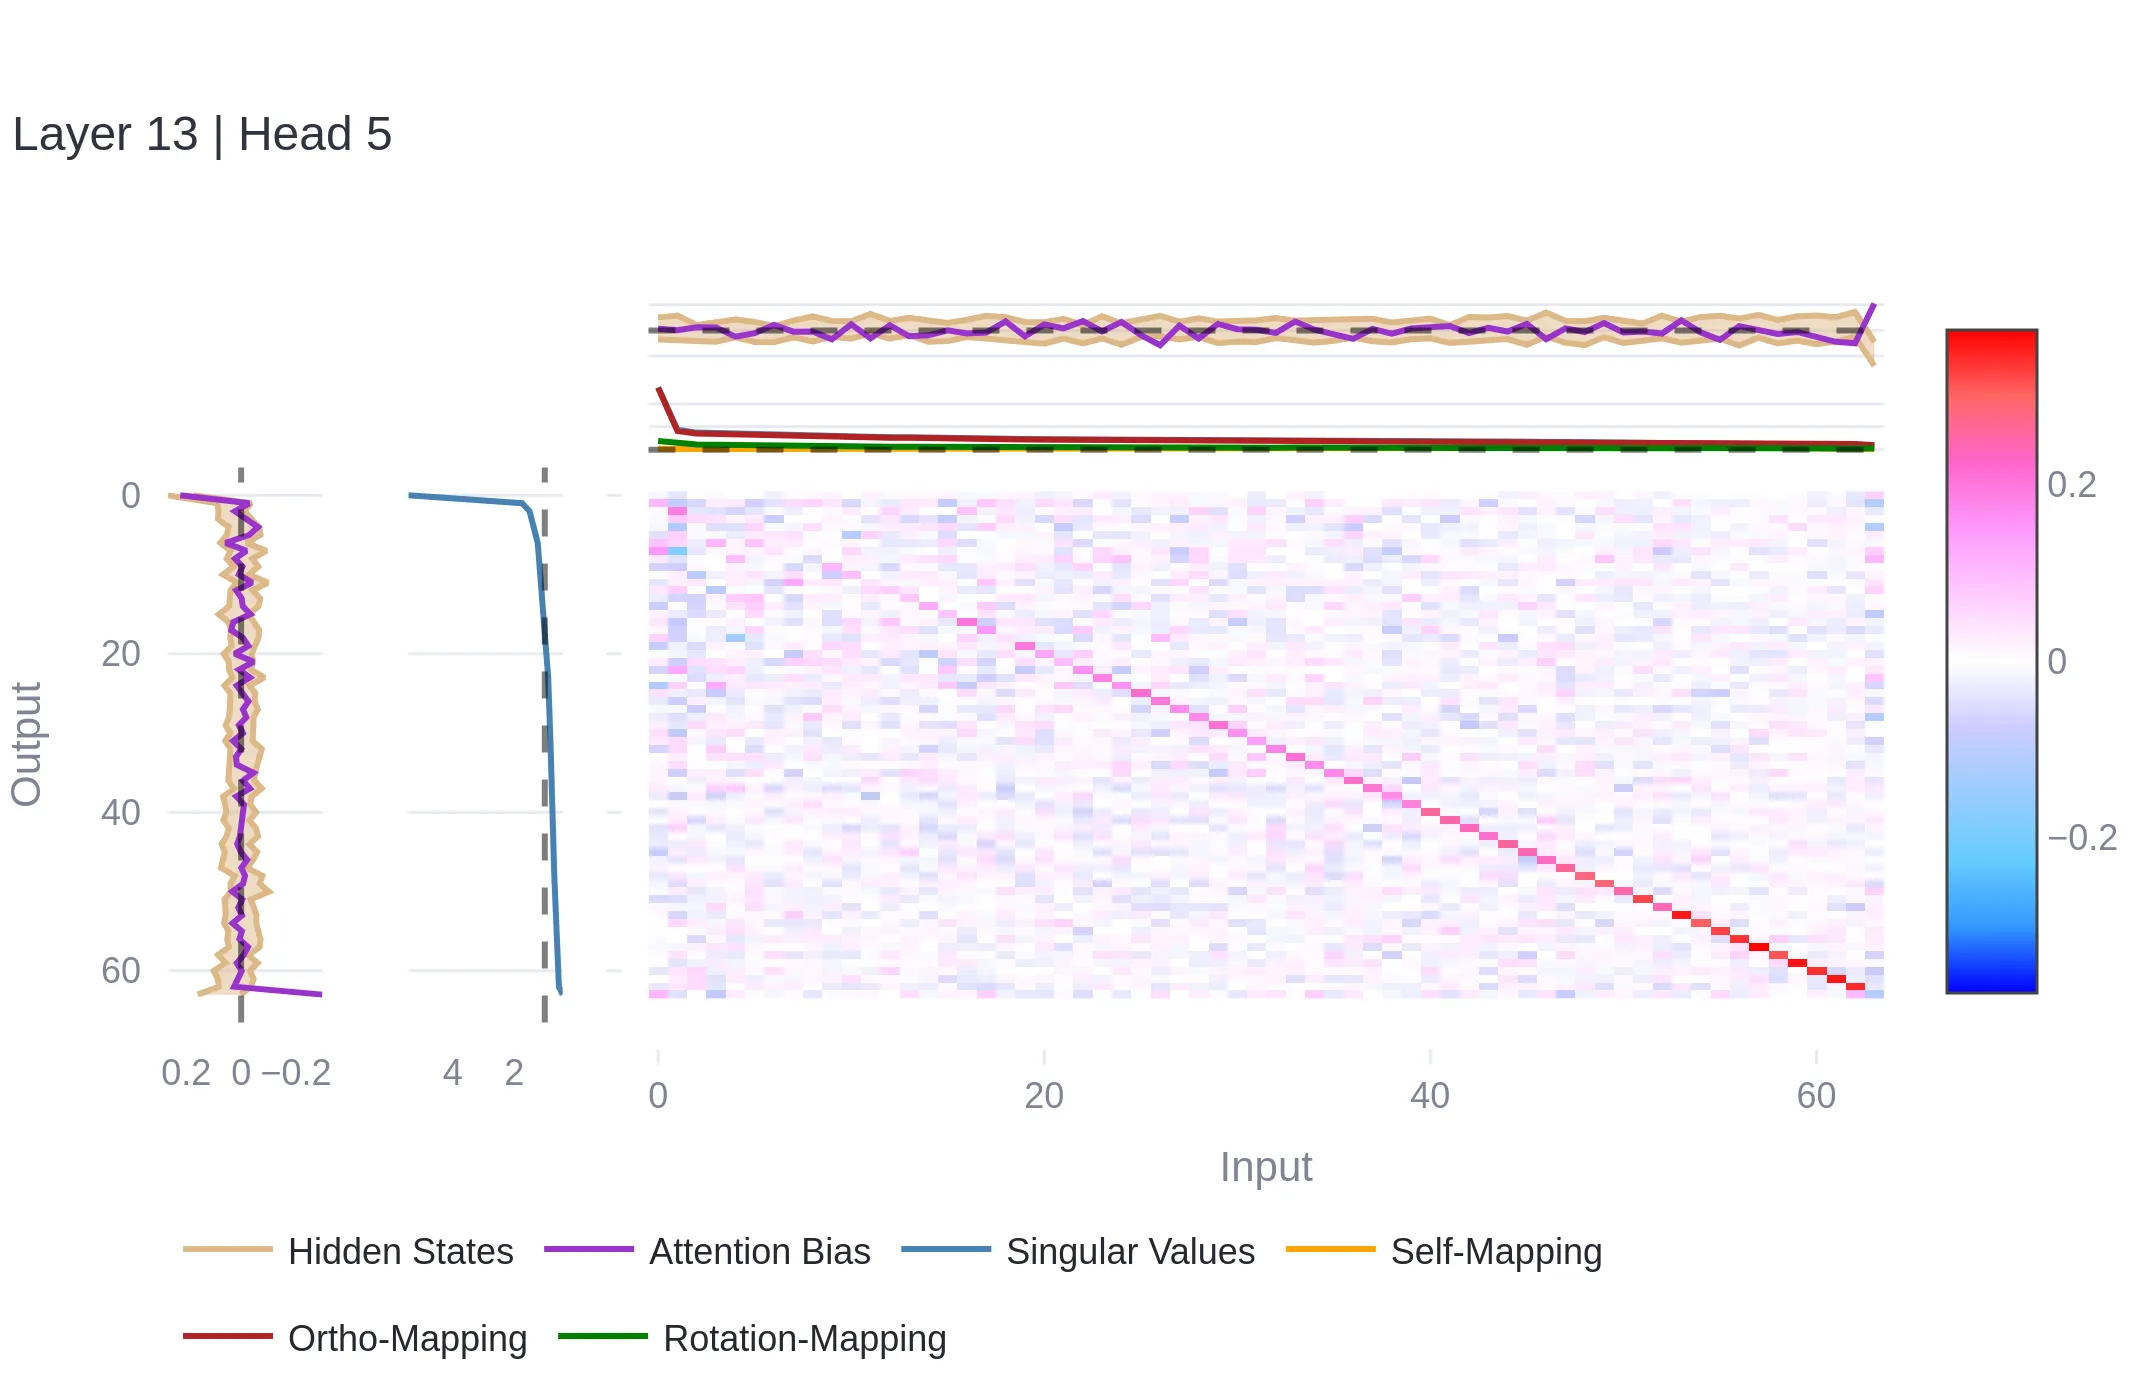 Layer 13 | Head 5
0
20
40
60
Output
0.2 0 −0.2
4 2
0 20 40 60
Input
0.2
0
−0.2
Hidden States Attention Bias Singular Values Self-Mapping
Ortho-Mapping Rotation-Mapping